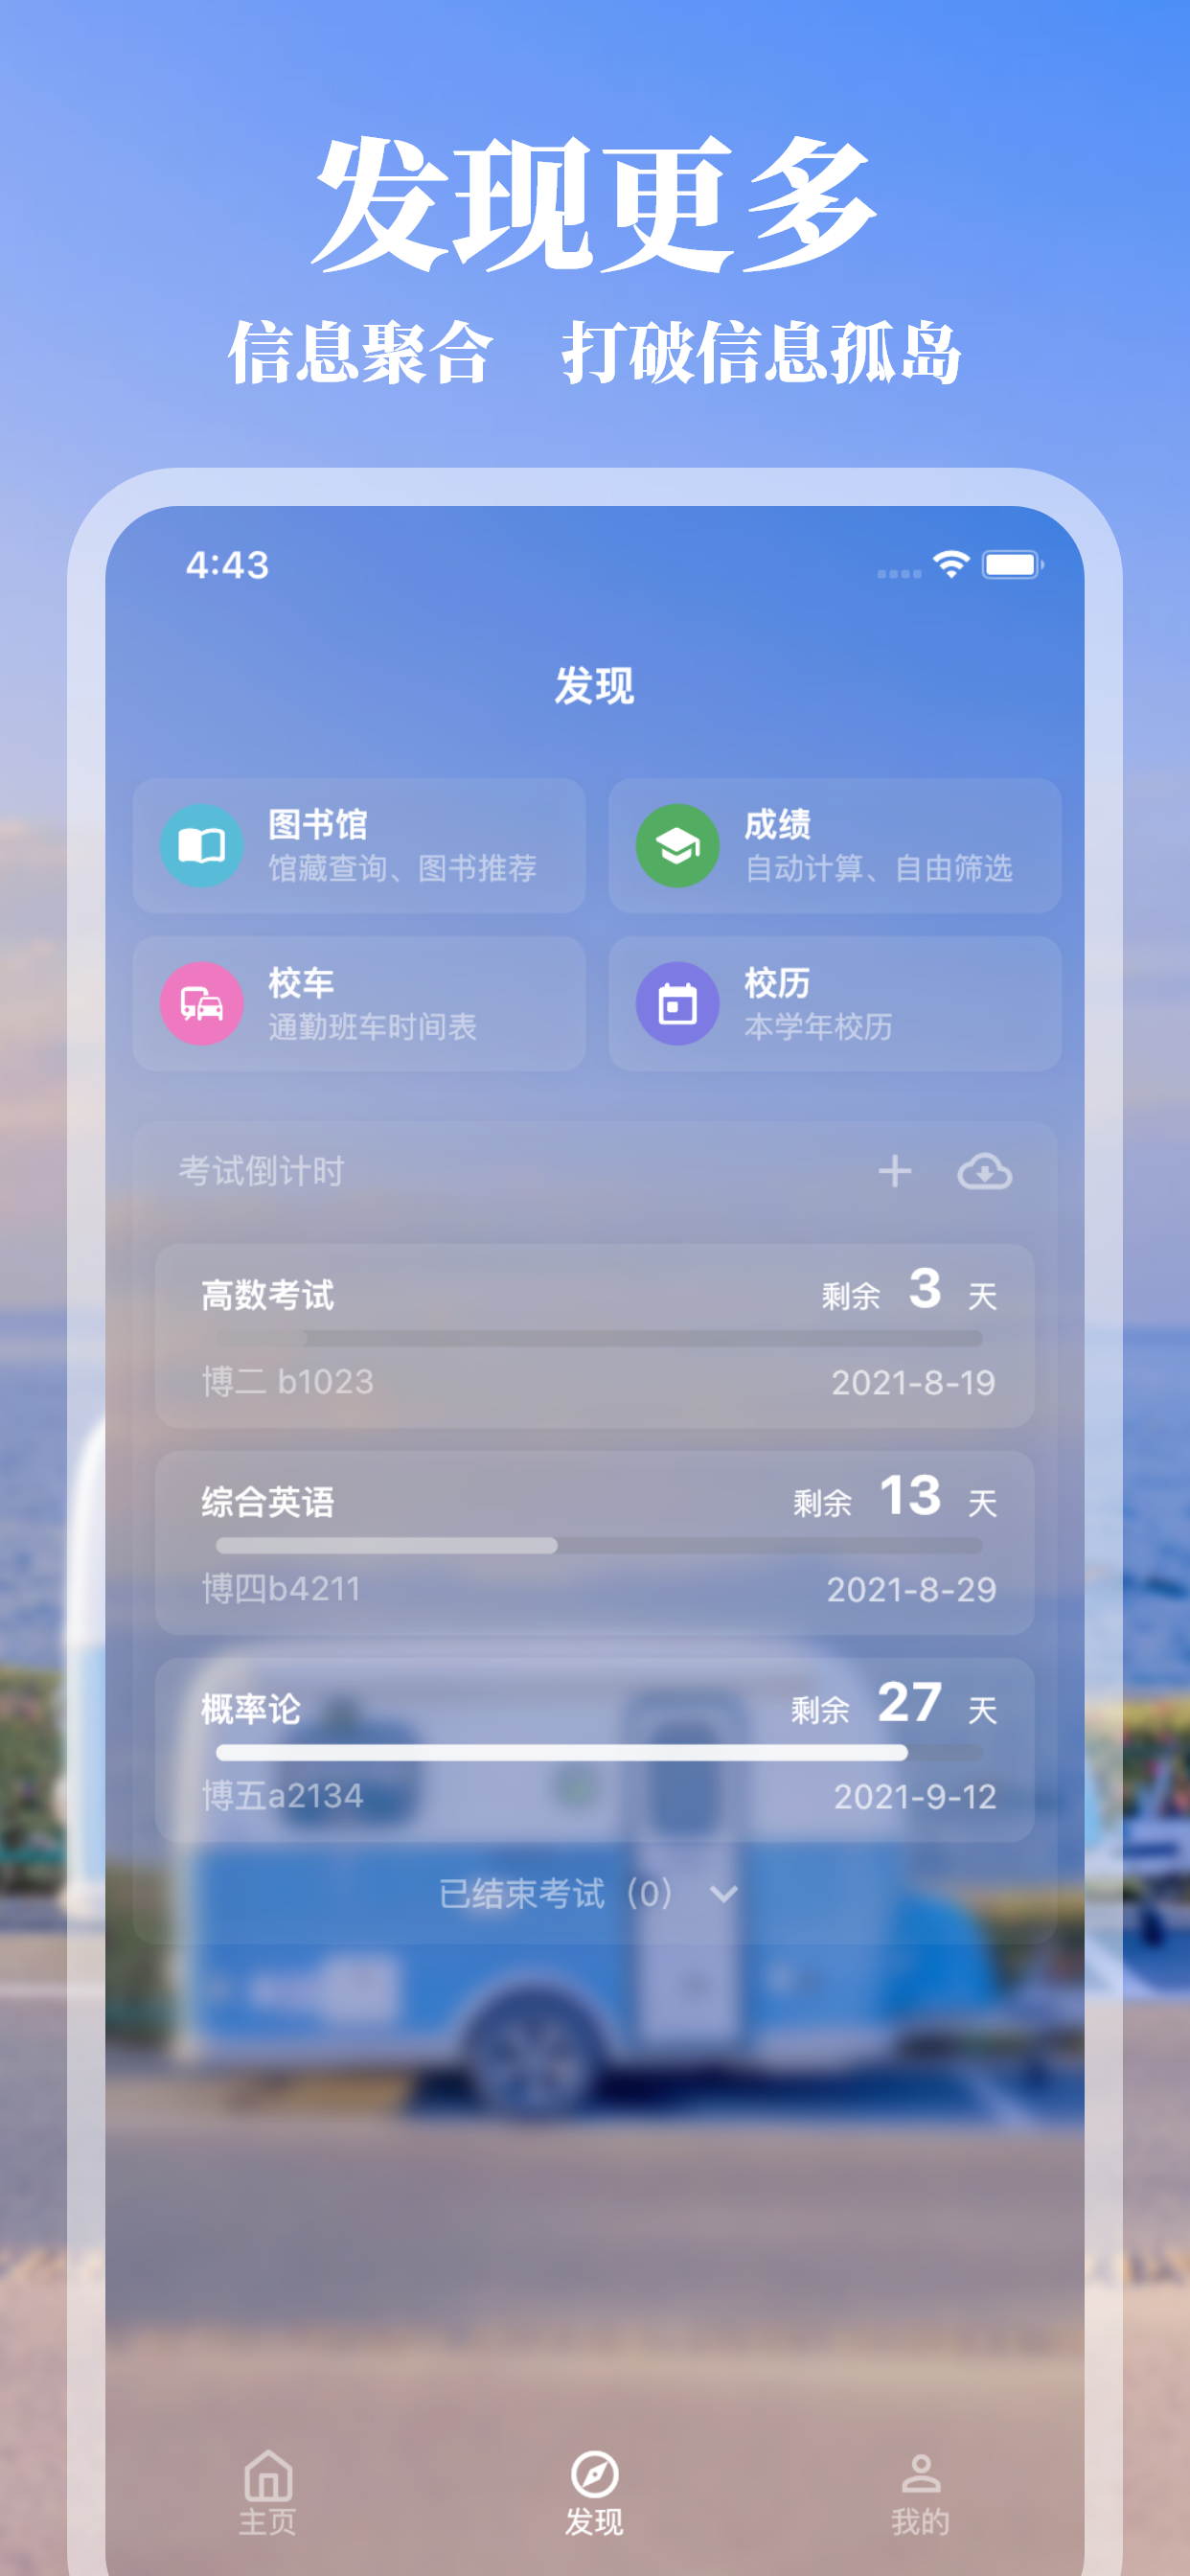 发现更多
信息聚合 打破信息孤岛
4:43
发现
图书馆
馆藏查询、图书推荐
成绩
自动计算、自由筛选
校车
通勤班车时间表
校历
本学年校历
考试倒计时
高数考试
剩余 3 天
博二 b1023
2021-8-19
综合英语
剩余 13 天
博四b4211
2021-8-29
概率论
剩余 27 天
博五a2134
2021-9-12
已结束考试（0）
主页
发现
我的